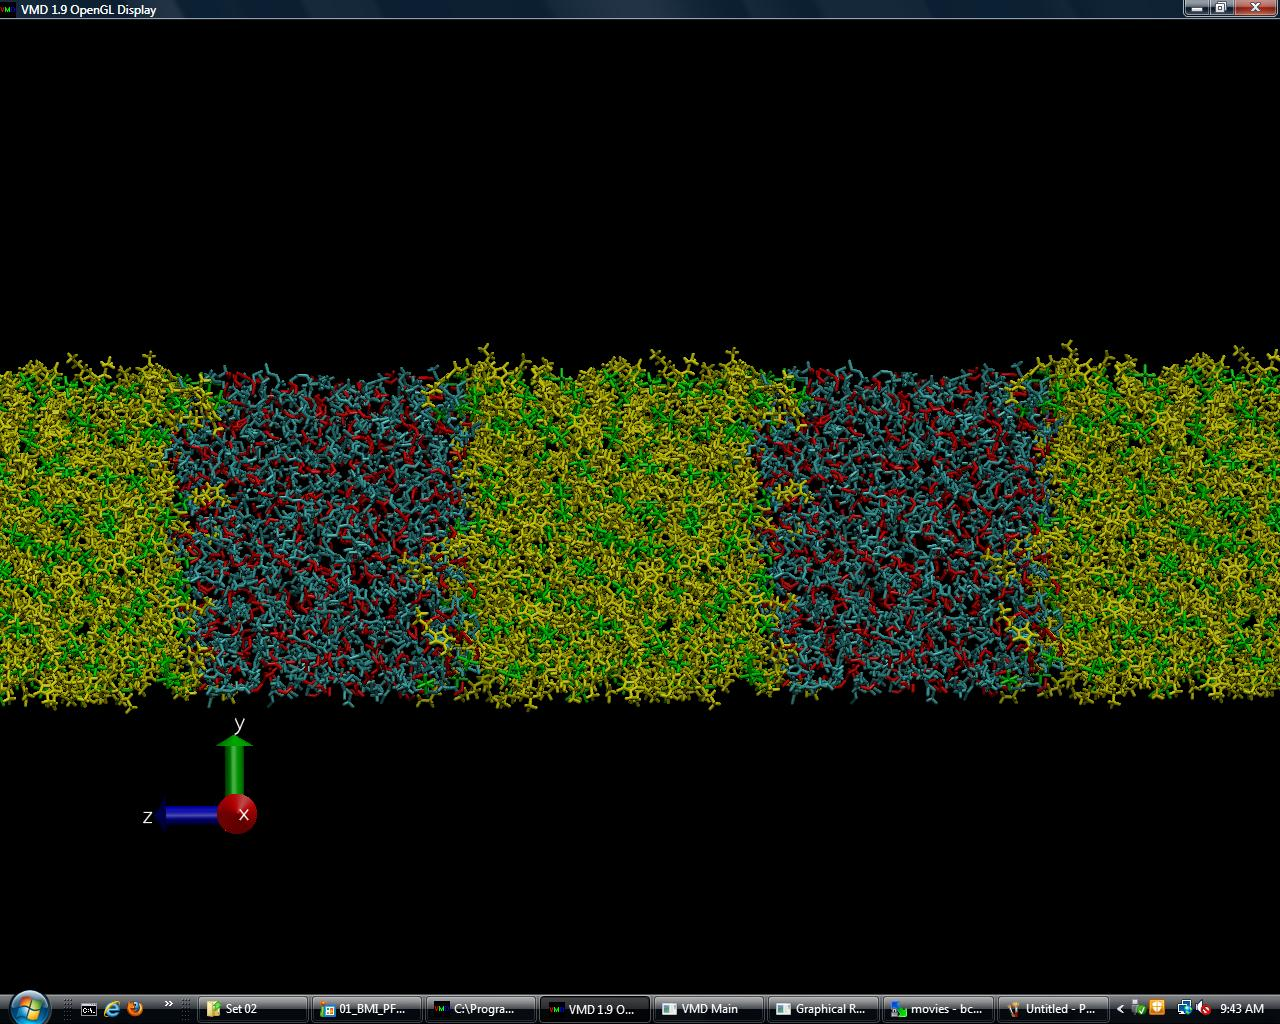 VMD 1.9 OpenGL Display
y
z
x
Set 02
01_BMI_PF...
C:\Progra...
VMD 1.9 O...
VMD Main
Graphical R...
movies - bc...
Untitled - P...
9:43 AM